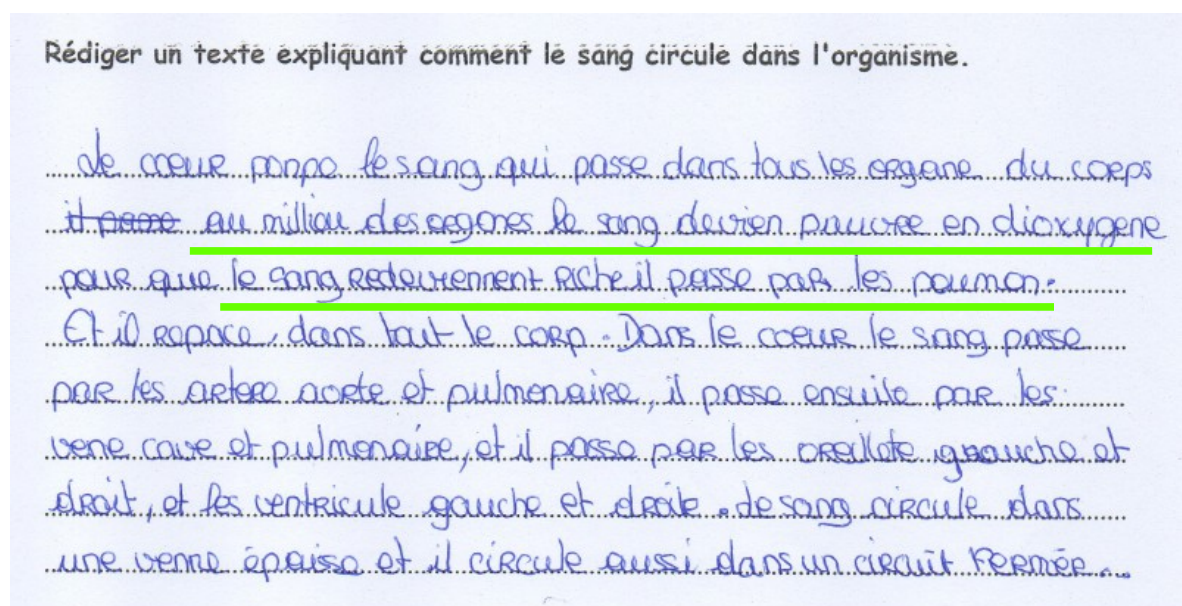 Rédiger un texte expliquant comment le sang circule dans l'organisme.
Le coeur ponpe le sang qui passe dans tous les organe du corps
il passe au milliau des organes le sang devien pauvre en dioxygene
pour que le sang redeviennent riche il passe par les poumon.
Et il repace, dans tout le corp. Dans le coeur le sang passe
par les artere aorte et pulmonaire, il passe ensuite par les
vene cave et pulmonaire, et il passe par les oreillete gauche et
droit, et les ventricule gauche et droite. Le sang circule dans
une venne épaisse et il circule aussi dans un circuit fermée..